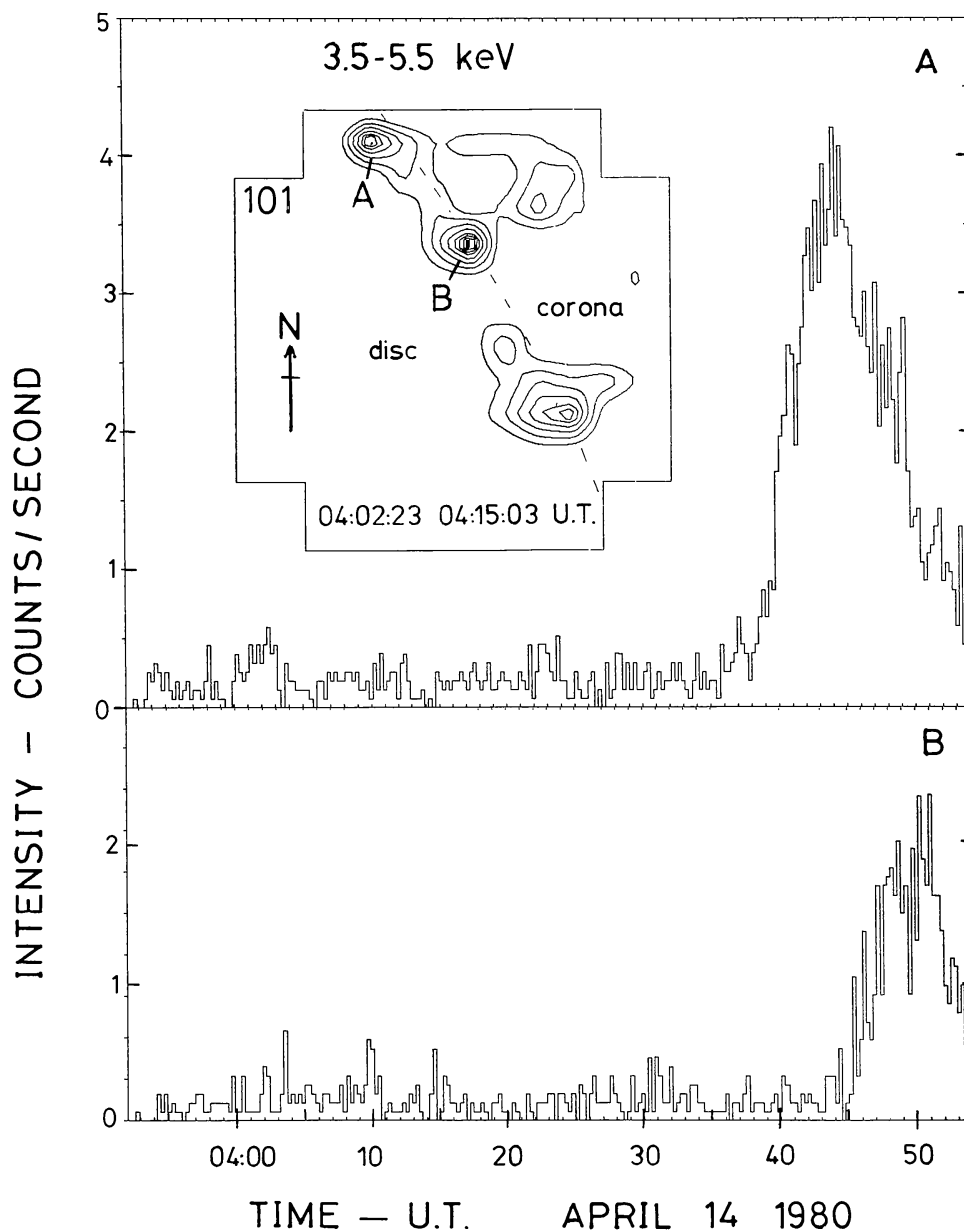 INTENSITY — COUNTS/SECOND
5
4
3
2
1
0
3.5-5.5 keV
A
101
A
B
N
corona
disc
04:02:23 04:15:03 U.T.
B
2
1
0
04:00 10 20 30 40 50
TIME — U.T. APRIL 14 1980